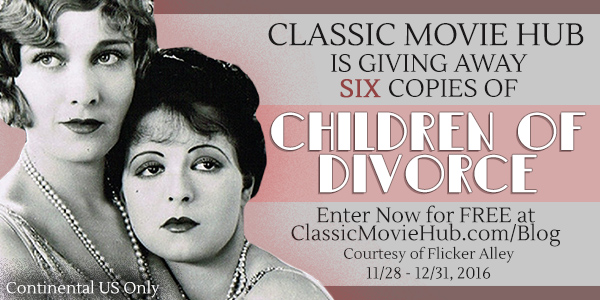 CLASSIC MOVIE HUB
IS GIVING AWAY
SIX COPIES OF
CHILDREN OF
DIVORCE
Enter Now for FREE at
ClassicMovieHub.com/Blog
Courtesy of Flicker Alley
11/28 - 12/31, 2016
Continental US Only